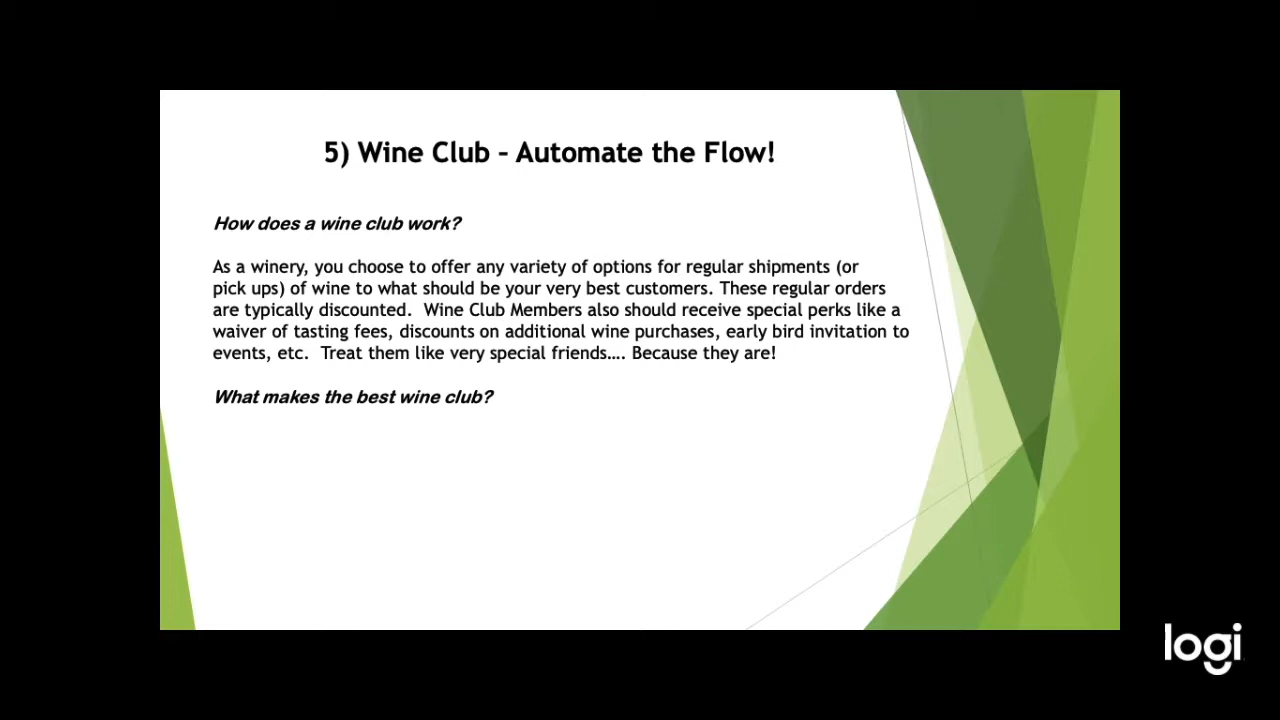 5) Wine Club – Automate the Flow!
How does a wine club work?
As a winery, you choose to offer any variety of options for regular shipments (or
pick ups) of wine to what should be your very best customers. These regular orders
are typically discounted.  Wine Club Members also should receive special perks like a
waiver of tasting fees, discounts on additional wine purchases, early bird invitation to
events, etc.  Treat them like very special friends.... Because they are!
What makes the best wine club?
logi